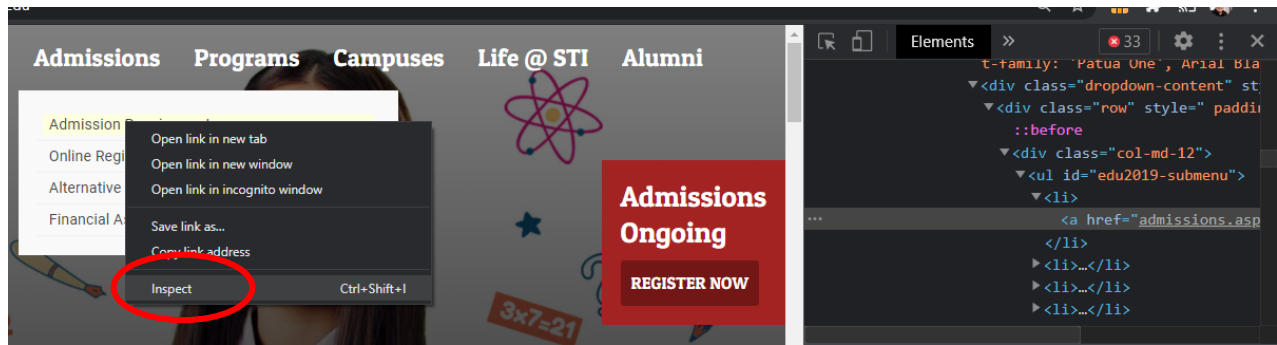 Admissions Programs Campuses Life @ STI Alumni
Admission
Online Regi
Alternative
Financial A
Open link in new tab
Open link in new window
Open link in incognito window
Save link as...
Copy link address
Inspect Ctrl+Shift+I
3x7=21
Admissions
Ongoing
REGISTER NOW
Elements » 33
t-family: 'Patua One', Arial Bla
▼<div class="dropdown-content" st
▼<div class="row" style=" paddi
::before
▼<div class="col-md-12">
▼<ul id="edu2019-submenu">
▼<li>
... <a href="admissions.asp
</li>
▶<li>…</li>
▶<li>…</li>
▶<li>…</li>